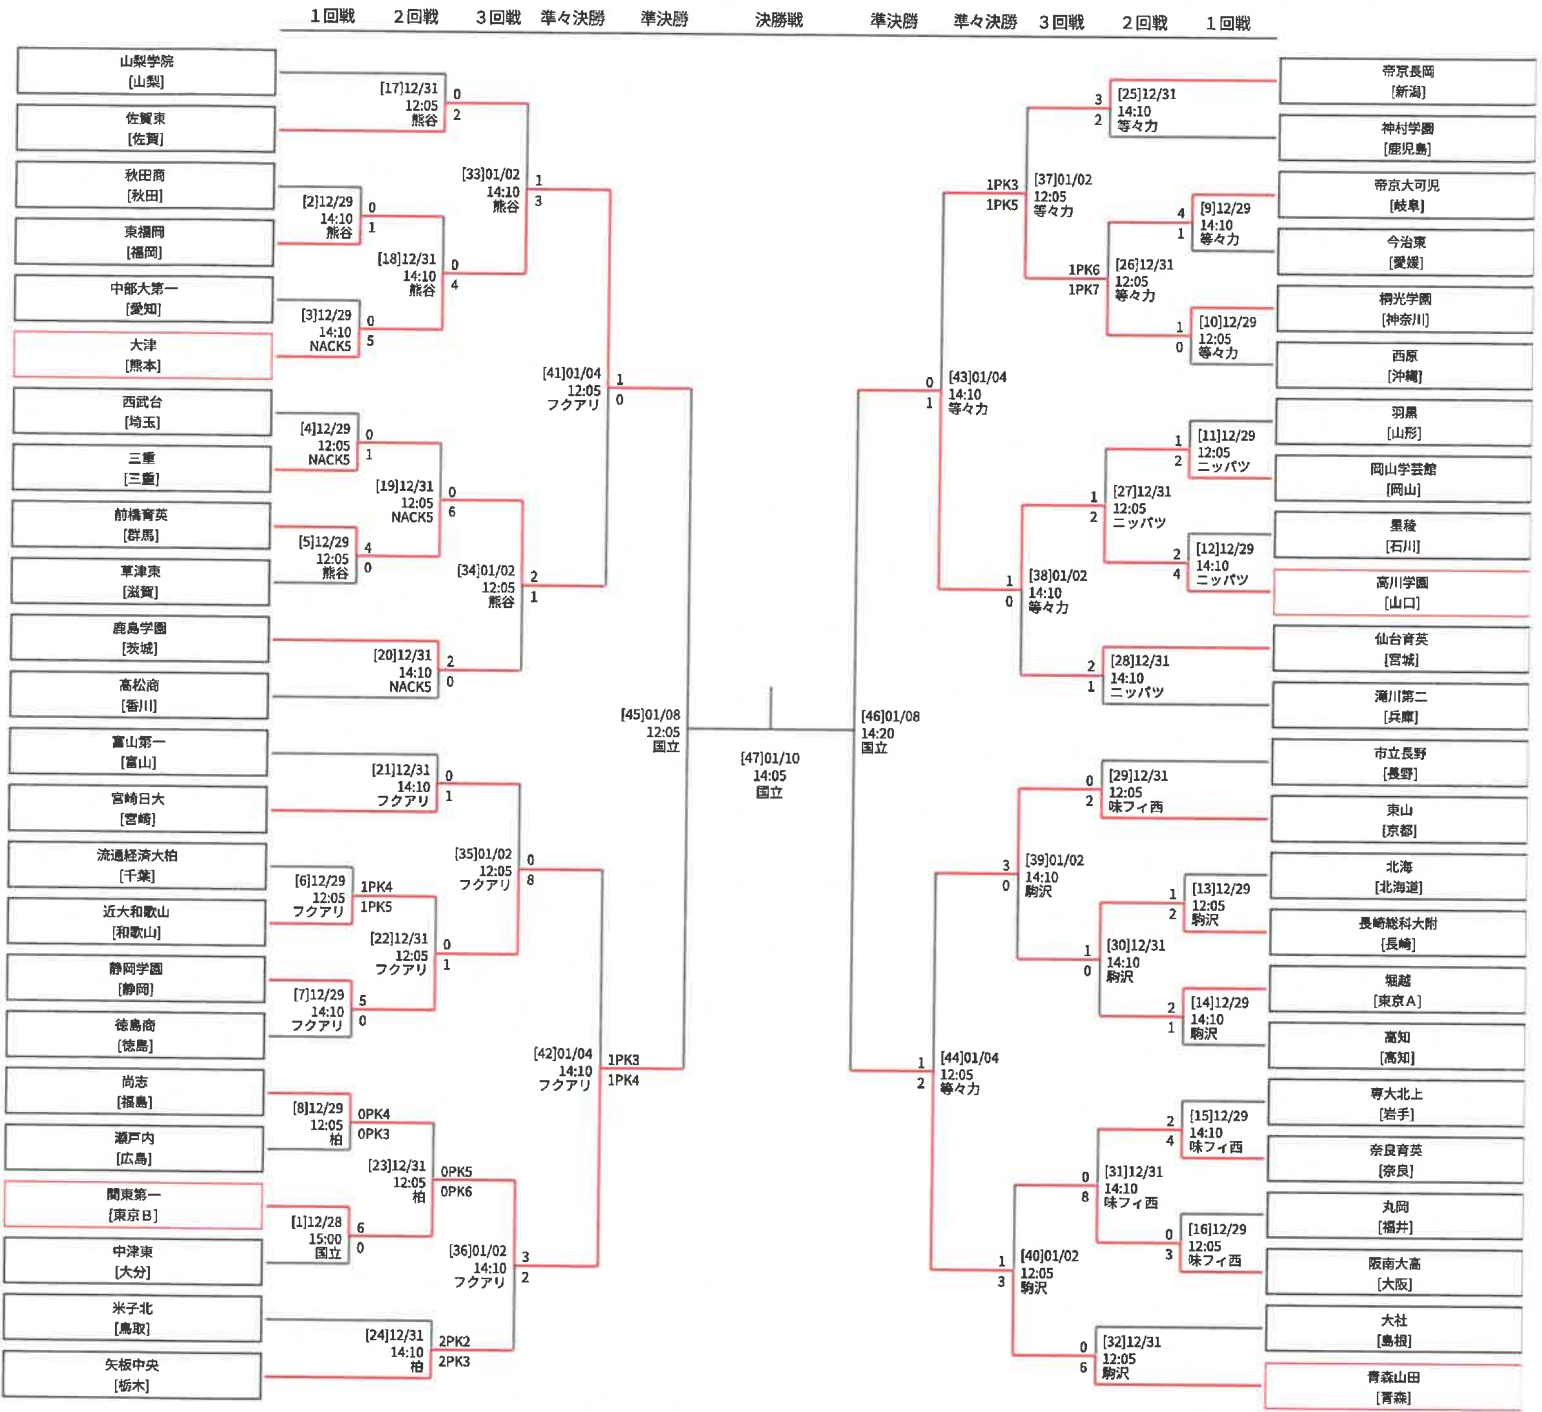 １回戦 ２回戦 ３回戦 準々決勝 準決勝 決勝戦 準決勝 準々決勝 ３回戦 ２回戦 １回戦
山梨学院
[山梨]
佐賀東
[佐賀]
秋田商
[秋田]
東福岡
[福岡]
中部大第一
[愛知]
大津
[熊本]
西武台
[埼玉]
三重
[三重]
前橋育英
[群馬]
草津東
[滋賀]
鹿島学園
[茨城]
高松商
[香川]
富山第一
[富山]
宮崎日大
[宮崎]
流通経済大柏
[千葉]
近大和歌山
[和歌山]
静岡学園
[静岡]
徳島商
[徳島]
尚志
[福島]
瀬戸内
[広島]
関東第一
[東京Ｂ]
中津東
[大分]
米子北
[鳥取]
矢板中央
[栃木]
[2]12/29
14:10
熊谷
0
1
[3]12/29
14:10
NACK5
0
5
[4]12/29
12:05
NACK5
0
1
[5]12/29
12:05
熊谷
4
0
[6]12/29
12:05
フクアリ
1PK4
1PK5
[7]12/29
14:10
フクアリ
5
0
[8]12/29
12:05
柏
0PK4
0PK3
[1]12/28
15:00
国立
6
0
[17]12/31
12:05
熊谷
0
2
[18]12/31
14:10
熊谷
0
4
[19]12/31
12:05
NACK5
0
6
[20]12/31
14:10
NACK5
2
0
[21]12/31
14:10
フクアリ
0
1
[22]12/31
12:05
フクアリ
0
1
[23]12/31
12:05
柏
0PK5
0PK6
[24]12/31
14:10
柏
2PK2
2PK3
[33]01/02
14:10
熊谷
1
3
[34]01/02
12:05
熊谷
2
1
[35]01/02
12:05
フクアリ
0
8
[36]01/02
14:10
フクアリ
3
2
[41]01/04
12:05
フクアリ
1
0
[42]01/04
14:10
フクアリ
1PK3
1PK4
[45]01/08
12:05
国立
[47]01/10
14:05
国立
[46]01/08
14:20
国立
0
1
[43]01/04
14:10
等々力
1
2
[44]01/04
12:05
等々力
1PK3
1PK5
[37]01/02
12:05
等々力
1
0
[38]01/02
14:10
等々力
3
0
[39]01/02
14:10
駒沢
1
3
[40]01/02
12:05
駒沢
3
2
[25]12/31
14:10
等々力
1PK6
1PK7
[26]12/31
12:05
等々力
1
2
[27]12/31
12:05
ニッパツ
2
1
[28]12/31
14:10
ニッパツ
0
2
[29]12/31
12:05
味フィ西
1
0
[30]12/31
14:10
駒沢
0
8
[31]12/31
14:10
味フィ西
0
6
[32]12/31
12:05
駒沢
4
1
[9]12/29
14:10
等々力
1
0
[10]12/29
12:05
等々力
1
2
[11]12/29
12:05
ニッパツ
2
4
[12]12/29
14:10
ニッパツ
1
2
[13]12/29
12:05
駒沢
2
1
[14]12/29
14:10
駒沢
2
4
[15]12/29
14:10
味フィ西
0
3
[16]12/29
12:05
味フィ西
帝京長岡
[新潟]
神村学園
[鹿児島]
帝京大可児
[岐阜]
今治東
[愛媛]
桐光学園
[神奈川]
西原
[沖縄]
羽黒
[山形]
岡山学芸館
[岡山]
星稜
[石川]
高川学園
[山口]
仙台育英
[宮城]
滝川第二
[兵庫]
市立長野
[長野]
東山
[京都]
北海
[北海道]
長崎総科大附
[長崎]
堀越
[東京Ａ]
高知
[高知]
専大北上
[岩手]
奈良育英
[奈良]
丸岡
[福井]
阪南大高
[大阪]
大社
[島根]
青森山田
[青森]